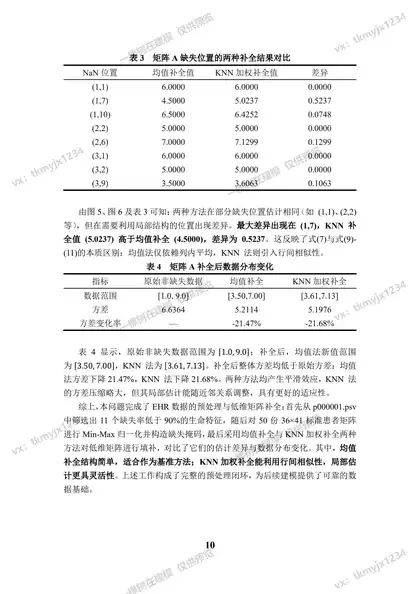 表 3 矩阵 A 缺失位置的两种补全结果对比
NaN 位置 均值补全值 KNN 加权补全值 差异
(1,1) 6.0000 6.0000 0.0000
(1,7) 4.5000 5.0237 0.5237
(1,10) 6.5000 6.4252 0.0748
(2,2) 5.0000 5.0000 0.0000
(2,6) 7.0000 7.1299 0.1299
(3,1) 6.0000 6.0000 0.0000
(3,2) 5.0000 5.0000 0.0000
(3,9) 3.5000 3.6063 0.1063
由图 5、图 6 及表 3 可知：两种方法在部分缺失位置估计相同（如 (1,1)、(2,2)
等），但在需要利用局部结构的位置出现差异。最大差异出现在 (1,7)，KNN 补
全值 (5.0237) 高于均值补全 (4.5000)，差异为 0.5237。这反映了式(7)与式(9)-
(11)的本质区别：均值法仅依赖列内平均，KNN 法则引入行间相似性。
表 4 矩阵 A 补全后数据分布变化
指标 原始非缺失数据 均值补全 KNN 加权补全
数据范围 [1.0, 9.0] [3.50,7.00] [3.61,7.13]
方差 6.6364 5.2114 5.1976
方差变化率 — -21.47% -21.68%
表 4 显示，原始非缺失数据范围为 [1.0,9.0]；补全后，均值法新值范围
为 [3.50,7.00]，KNN 法为 [3.61,7.13]。补全后整体方差均低于原始方差：均值
法方差下降 21.47%，KNN 法下降 21.68%。两种方法均产生平滑效应，KNN 法
的方差压缩略大，但其局部估计能随近邻关系调整，具有更好的适应性。
综上，本问题完成了 EHR 数据的预处理与低维矩阵补全：首先从 p000001.psv
中筛选出 11 个缺失率低于 90%的生命特征，随后对 50 份 36×41 标准患者矩阵
进行 Min-Max 归一化并构造缺失掩码，最后采用均值补全与 KNN 加权补全两种
方法对低维矩阵进行填补，对比了它们的估计差异与数据分布变化。其中，均值
补全结构简单，适合作为基准方法；KNN 加权补全能利用行间相似性，局部估
计更具灵活性。上述工作构成了完整的预处理闭环，为后续建模提供了可靠的数
据基础。
10
vx: tkmyjx1234
vx: tkmyjx1234
vx: tkmyjx1234
vx: tkmyjx1234